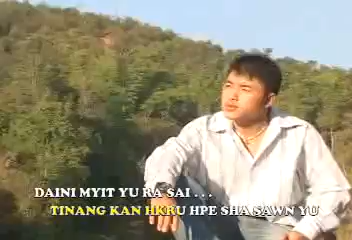 DAINI MYIT YU RA SAI . . .
TINANG KAN HKRU HPE SHA SAWN YU